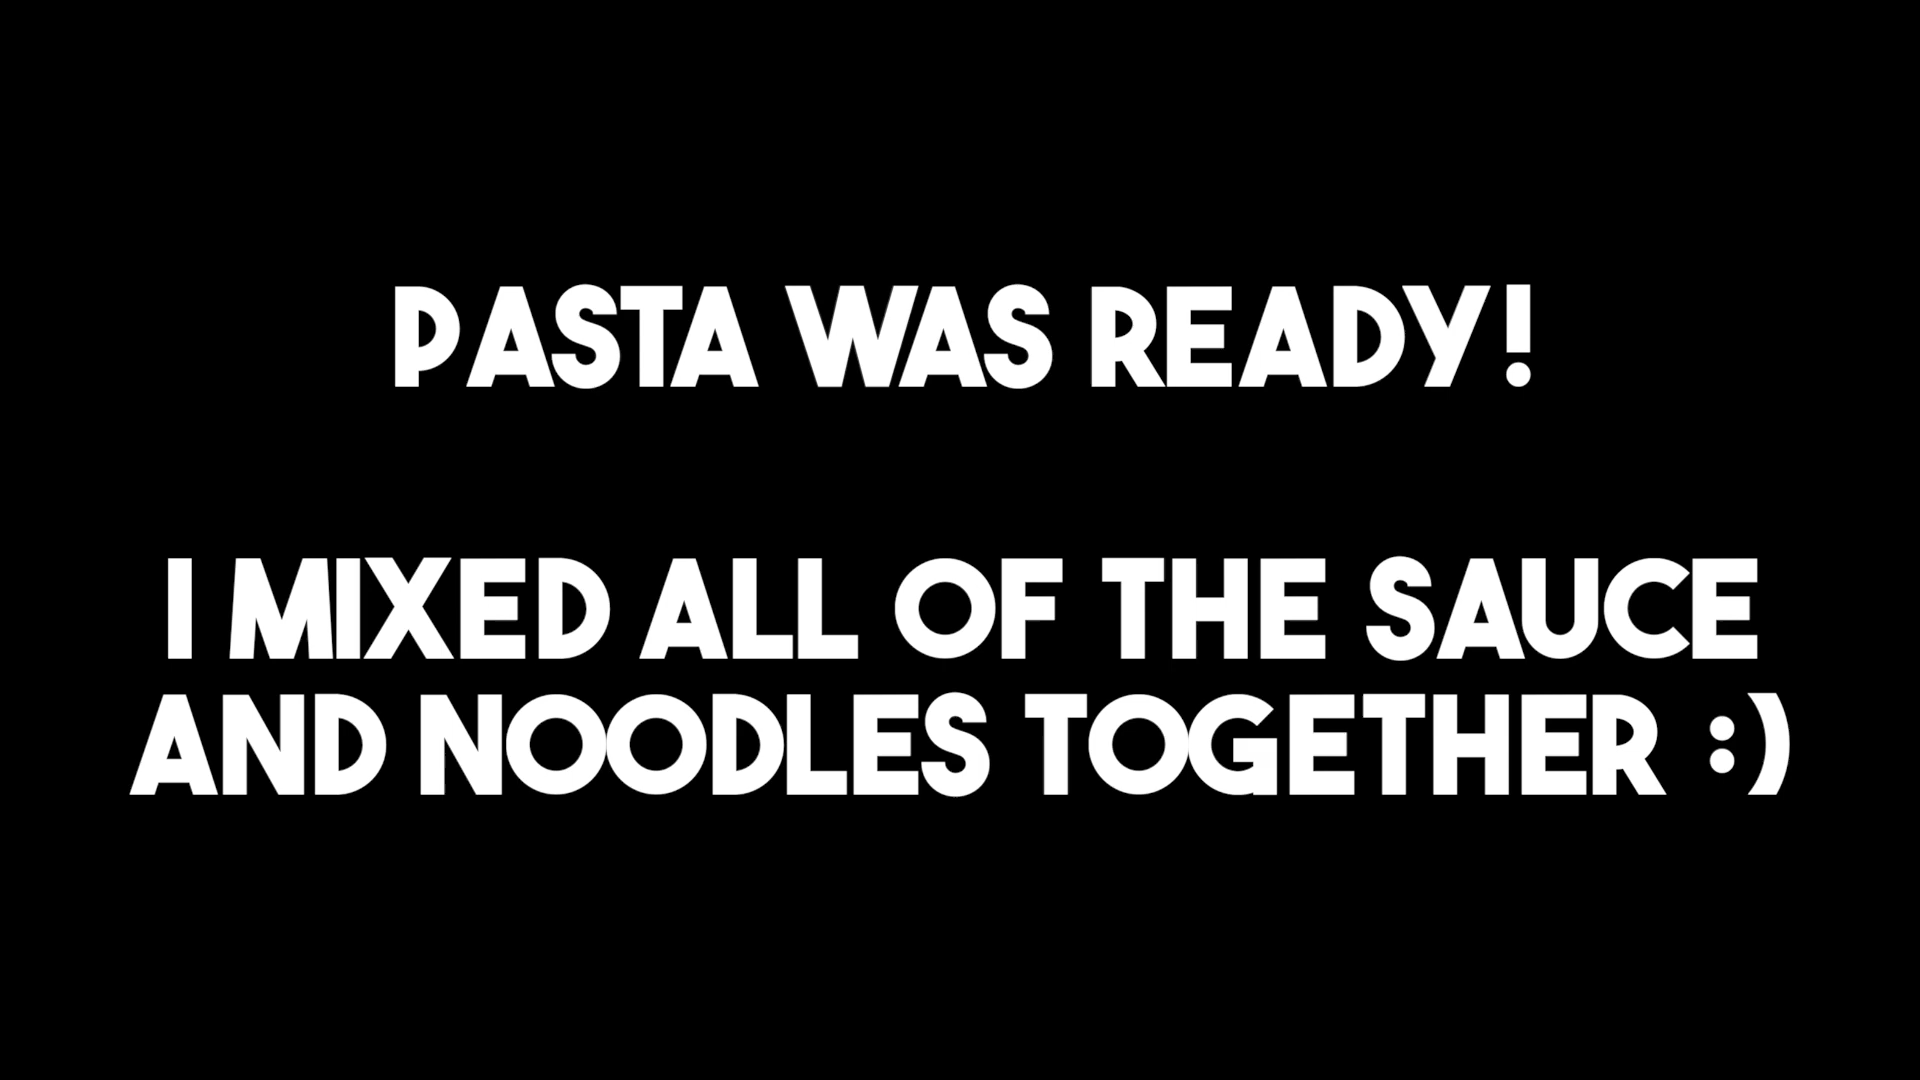 PASTA WAS READY!
I MIXED ALL OF THE SAUCE
AND NOODLES TOGETHER :)